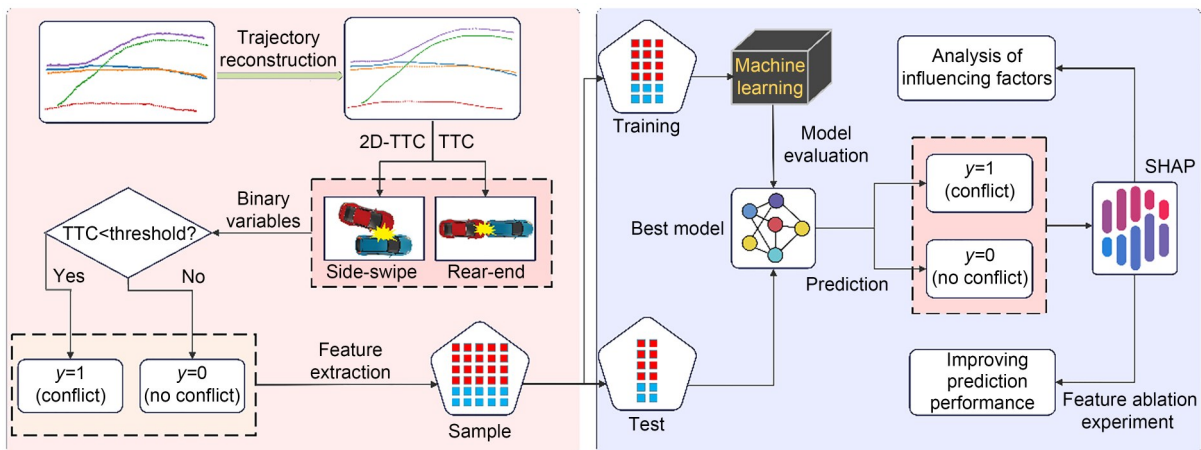 Trajectory
reconstruction
2D-TTC
TTC
Binary
variables
TTC<threshold?
Side-swipe
Rear-end
Yes
No
y=1
(conflict)
y=0
(no conflict)
Feature
extraction
Sample
Training
Machine
learning
Model
evaluation
Best model
Prediction
Test
y=1
(conflict)
y=0
(no conflict)
SHAP
Analysis of
influencing factors
Improving
prediction
performance
Feature ablation
experiment